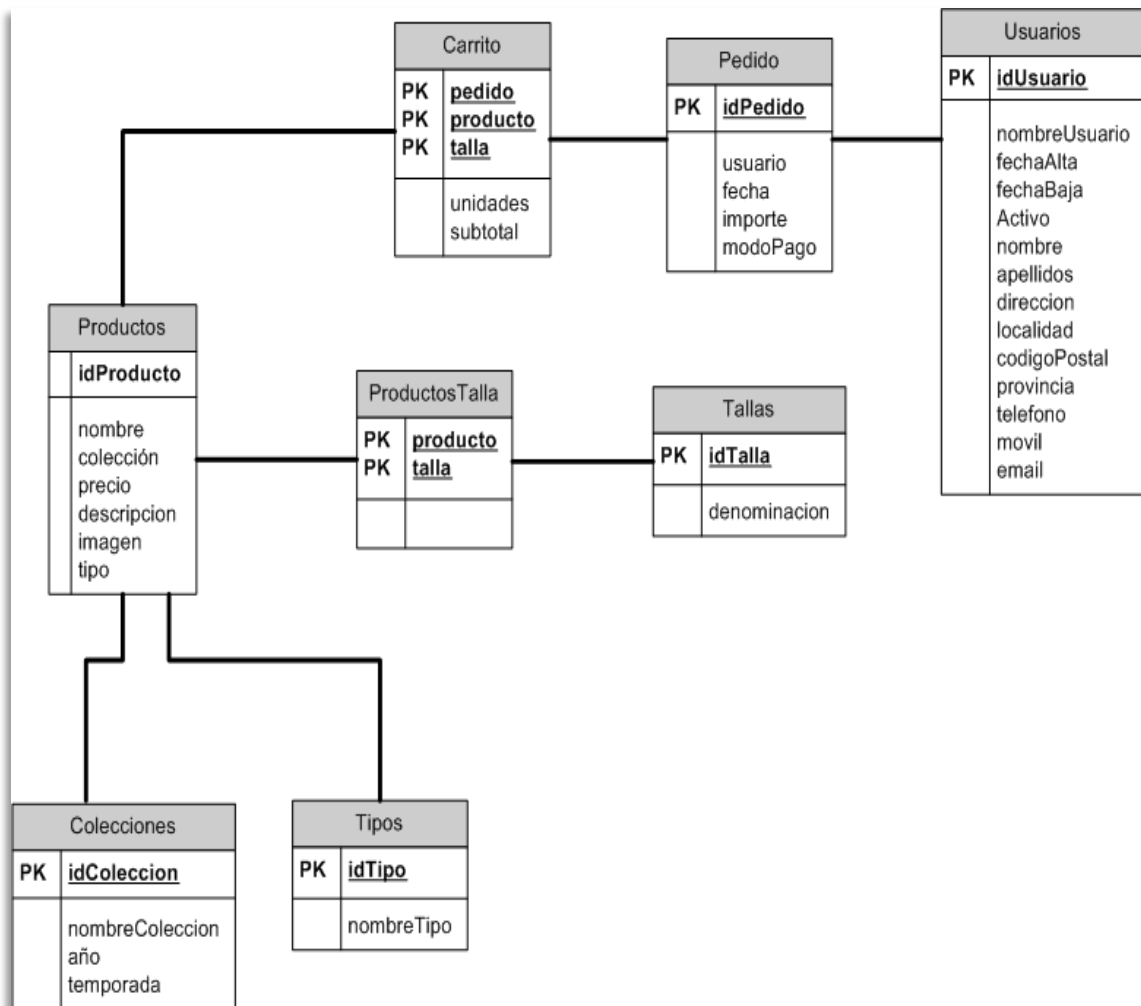 Carrito
PK pedido
PK producto
PK talla
unidades
subtotal
Pedido
PK idPedido
usuario
fecha
importe
modoPago
Usuarios
PK idUsuario
nombreUsuario
fechaAlta
fechaBaja
Activo
nombre
apellidos
direccion
localidad
codigoPostal
provincia
telefono
movil
email
Productos
idProducto
nombre
colección
precio
descripcion
imagen
tipo
ProductosTalla
PK producto
PK talla
Tallas
PK idTalla
denominacion
Colecciones
PK idColeccion
nombreColeccion
año
temporada
Tipos
PK idTipo
nombreTipo